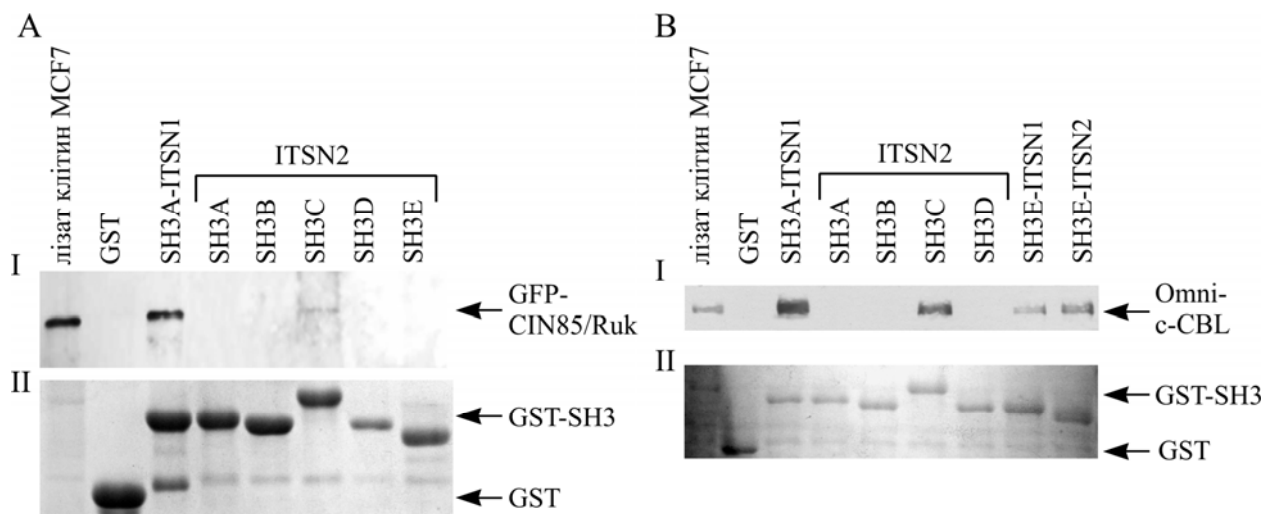 A
лізат клітин MCF7
GST
SH3A-ITSN1
ITSN2
SH3A
SH3B
SH3C
SH3D
SH3E
I
GFP-
CIN85/Ruk
II
GST-SH3
GST
B
лізат клітин MCF7
GST
SH3A-ITSN1
ITSN2
SH3A
SH3B
SH3C
SH3D
SH3E-ITSN1
SH3E-ITSN2
I
Omni-
c-CBL
II
GST-SH3
GST